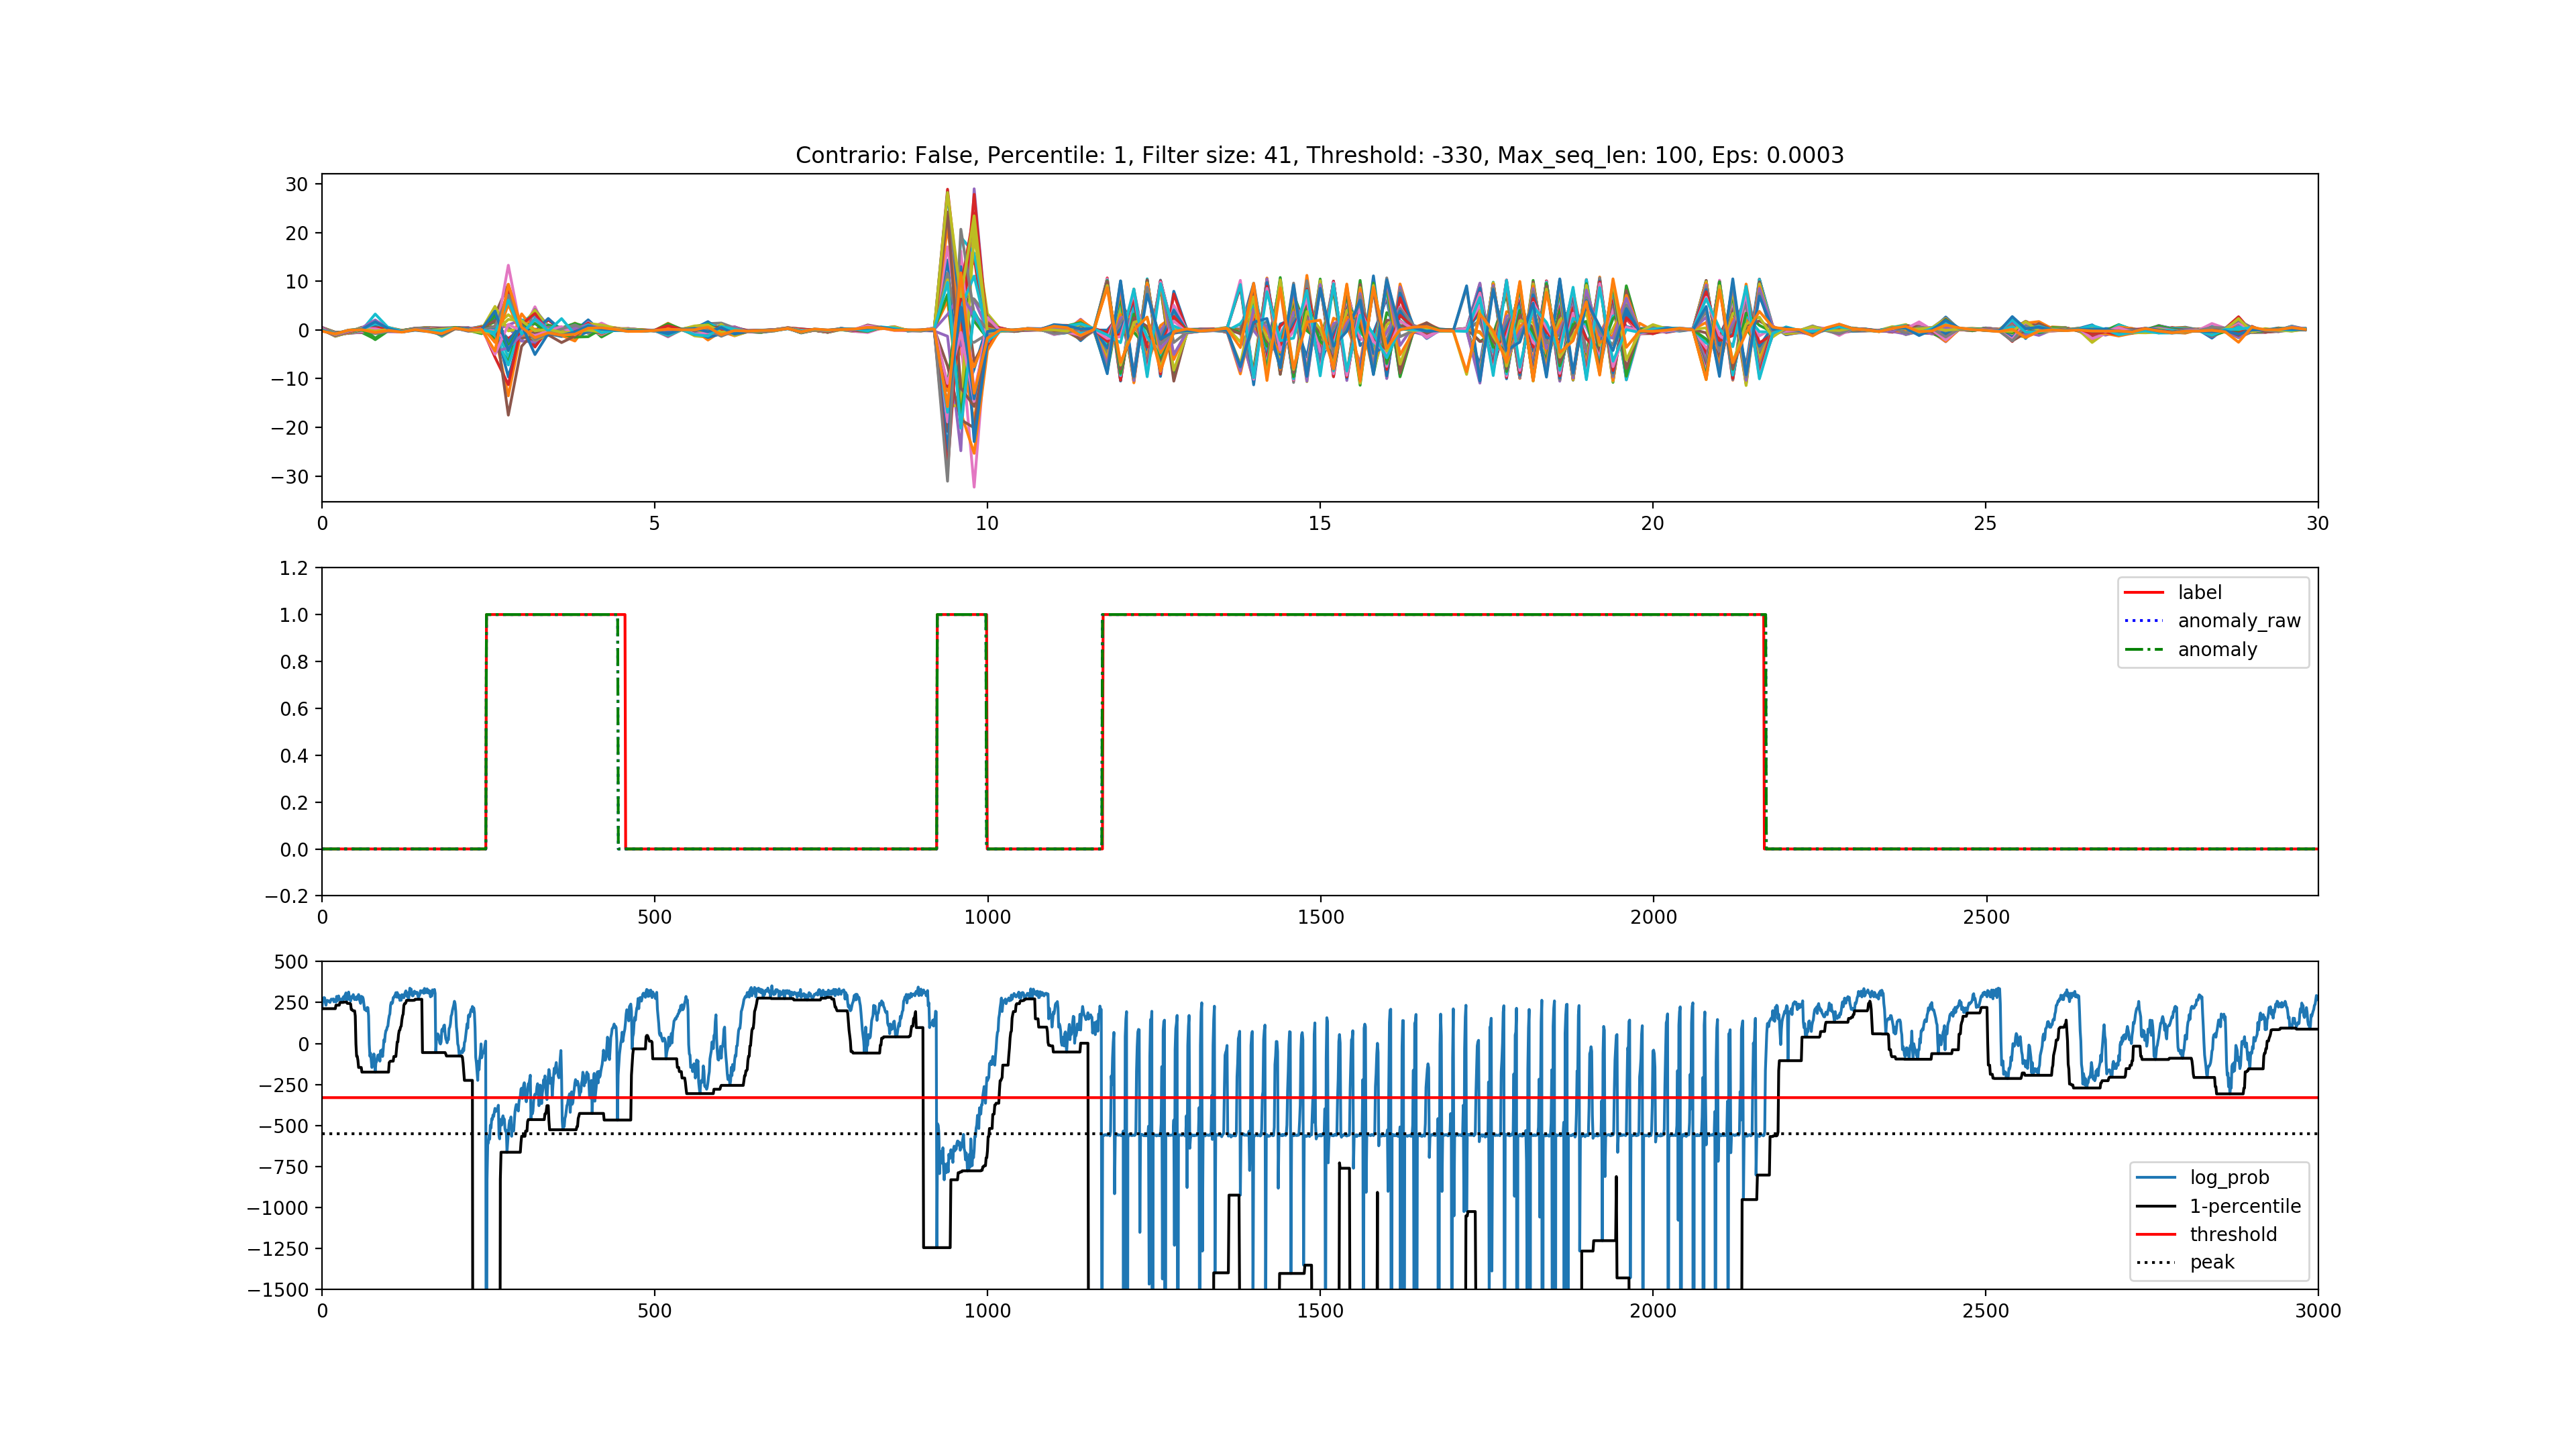 Contrario: False, Percentile: 1, Filter size: 41, Threshold: -330, Max_seq_len: 100, Eps: 0.0003
30
20
10
0
−10
−20
−30
0 5 10 15 20 25 30
1.2
1.0
0.8
0.6
0.4
0.2
0.0
−0.2
label
anomaly_raw
anomaly
0 500 1000 1500 2000 2500
500
250
0
−250
−500
−750
−1000
−1250
−1500
log_prob
1-percentile
threshold
peak
0 500 1000 1500 2000 2500 3000